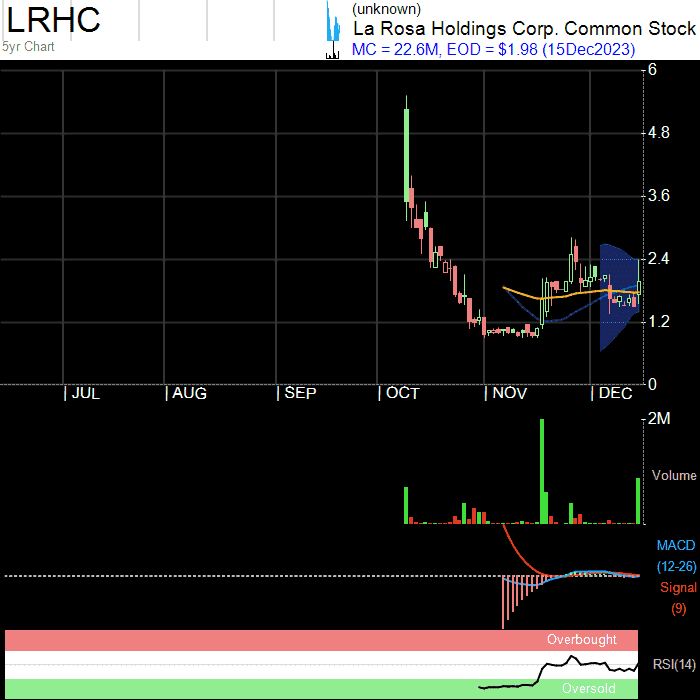 LRHC
5yr Chart
(unknown)
La Rosa Holdings Corp. Common Stock
MC = 22.6M, EOD = $1.98 (15Dec2023)
6
4.8
3.6
2.4
1.2
0
JUL AUG SEP OCT NOV DEC
2M
Volume
MACD
(12-26)
Signal
(9)
Overbought
RSI(14)
Oversold